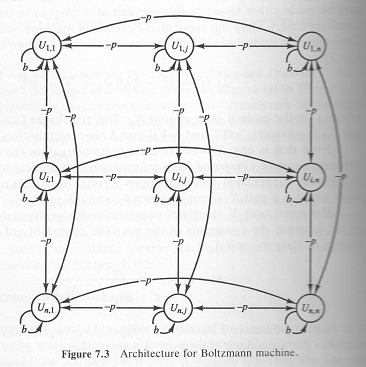 -p
U1,1 -p U1,j -p U1,n
b b b
-p -p -p
-p
Ui,1 -p Ui,j -p Ui,n -p
b b b
-p -p -p
-p
Un,1 -p Un,j -p Un,n
b b b
Figure 7.3 Architecture for Boltzmann machine.